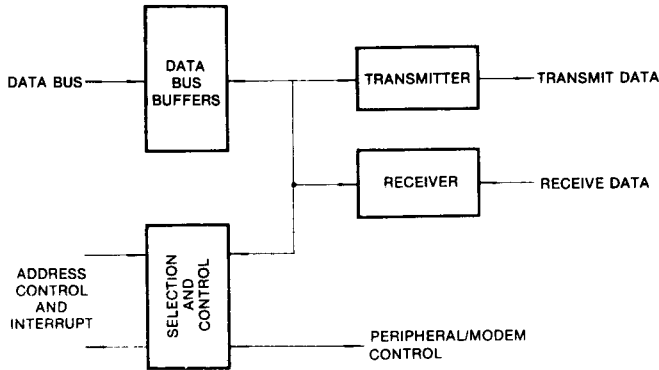 DATA BUS
DATA
BUS
BUFFERS
TRANSMITTER
TRANSMIT DATA
RECEIVER
RECEIVE DATA
ADDRESS
CONTROL
AND
INTERRUPT
SELECTION
AND
CONTROL
PERIPHERAL/MODEM
CONTROL